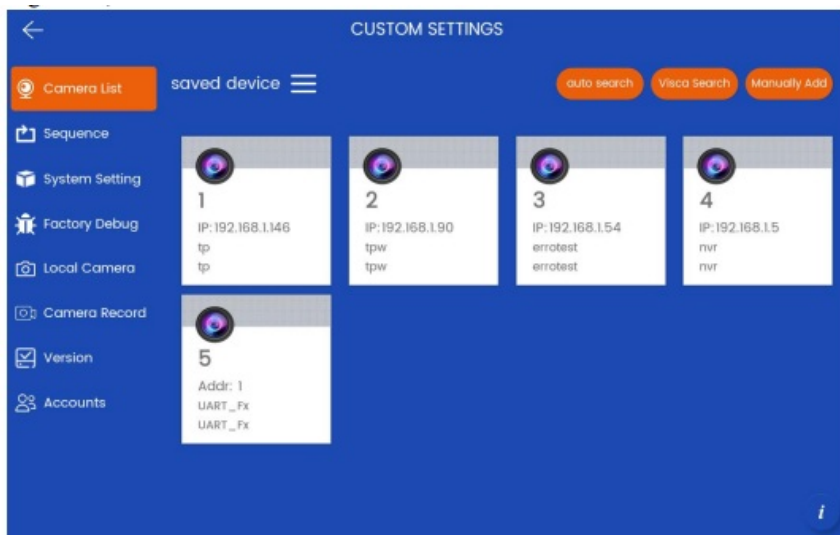 CUSTOM SETTINGS
Camera List
saved device
auto search
Visca Search
Manually Add
Sequence
System Setting
Factory Debug
Local Camera
Camera Record
Version
Accounts
1
IP:192.168.1.146
tp
tp
2
IP:192.168.1.90
tpw
tpw
3
IP:192.168.1.54
errotest
errotest
4
IP:192.168.1.5
nvr
nvr
5
Addr: 1
UART_Fx
UART_Fx
i